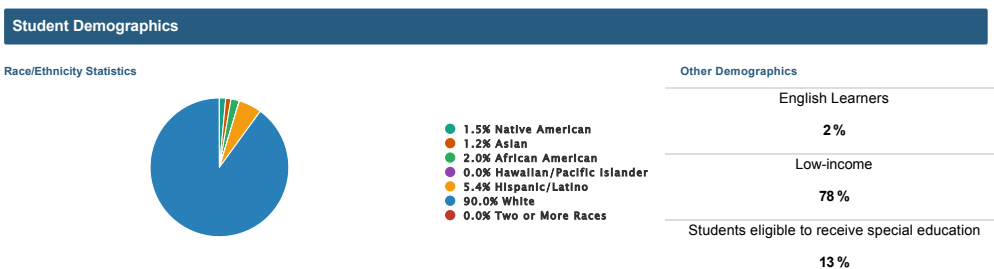 Student Demographics
Race/Ethnicity Statistics
1.5% Native American
1.2% Asian
2.0% African American
0.0% Hawaiian/Pacific Islander
5.4% Hispanic/Latino
90.0% White
0.0% Two or More Races
Other Demographics
English Learners
2%
Low-income
78%
Students eligible to receive special education
13%